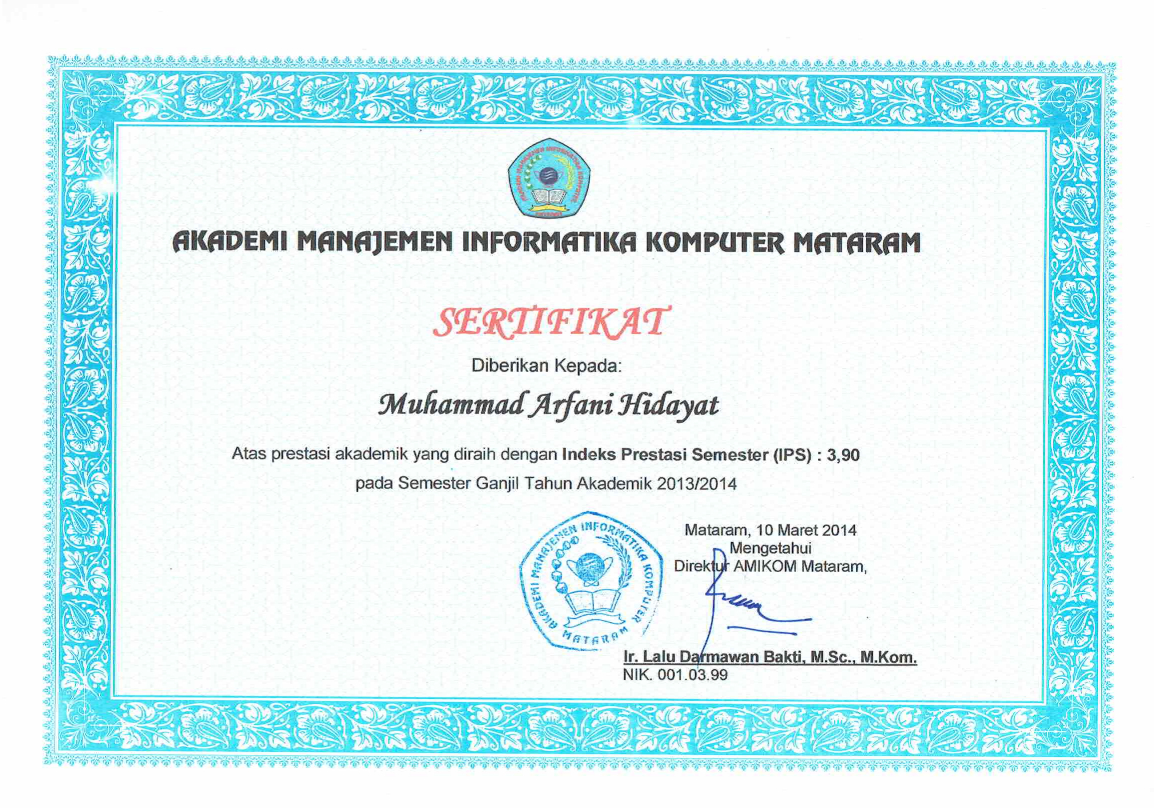 AKADEMI MANAJEMEN INFORMATIKA KOMPUTER MATARAM
SERTIFIKAT
Diberikan Kepada:
Muhammad Arfani Hidayat
Atas prestasi akademik yang diraih dengan Indeks Prestasi Semester (IPS) : 3,90
pada Semester Ganjil Tahun Akademik 2013/2014
AKADEMI MANAJEMEN INFORMATIKA KOMPUTER
MATARAM
Mataram, 10 Maret 2014
Mengetahui
Direktur AMIKOM Mataram,
Ir. Lalu Darmawan Bakti, M.Sc., M.Kom.
NIK. 001.03.99